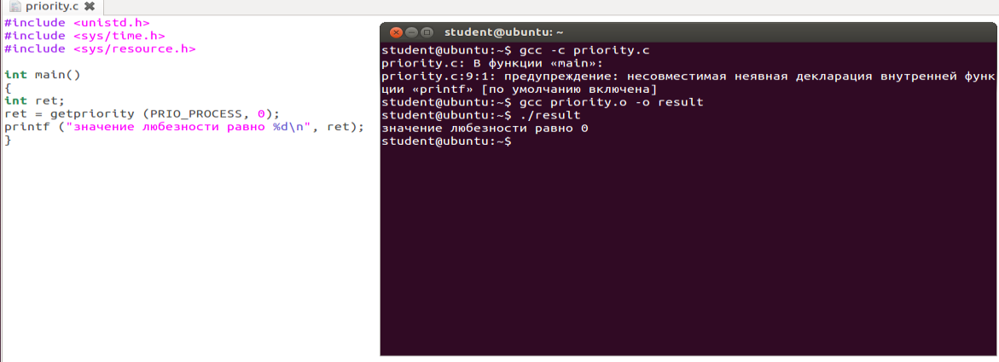 priority.c
#include <unistd.h>
#include <sys/time.h>
#include <sys/resource.h>
int main()
{
int ret;
ret = getpriority (PRIO_PROCESS, 0);
printf ("значение любезности равно %d\n", ret);
}
student@ubuntu: ~
student@ubuntu:~$ gcc -c priority.c
priority.c: В функции «main»:
priority.c:9:1: предупреждение: несовместимая неявная декларация внутренней функ
ции «printf» [по умолчанию включена]
student@ubuntu:~$ gcc priority.o -o result
student@ubuntu:~$ ./result
значение любезности равно 0
student@ubuntu:~$